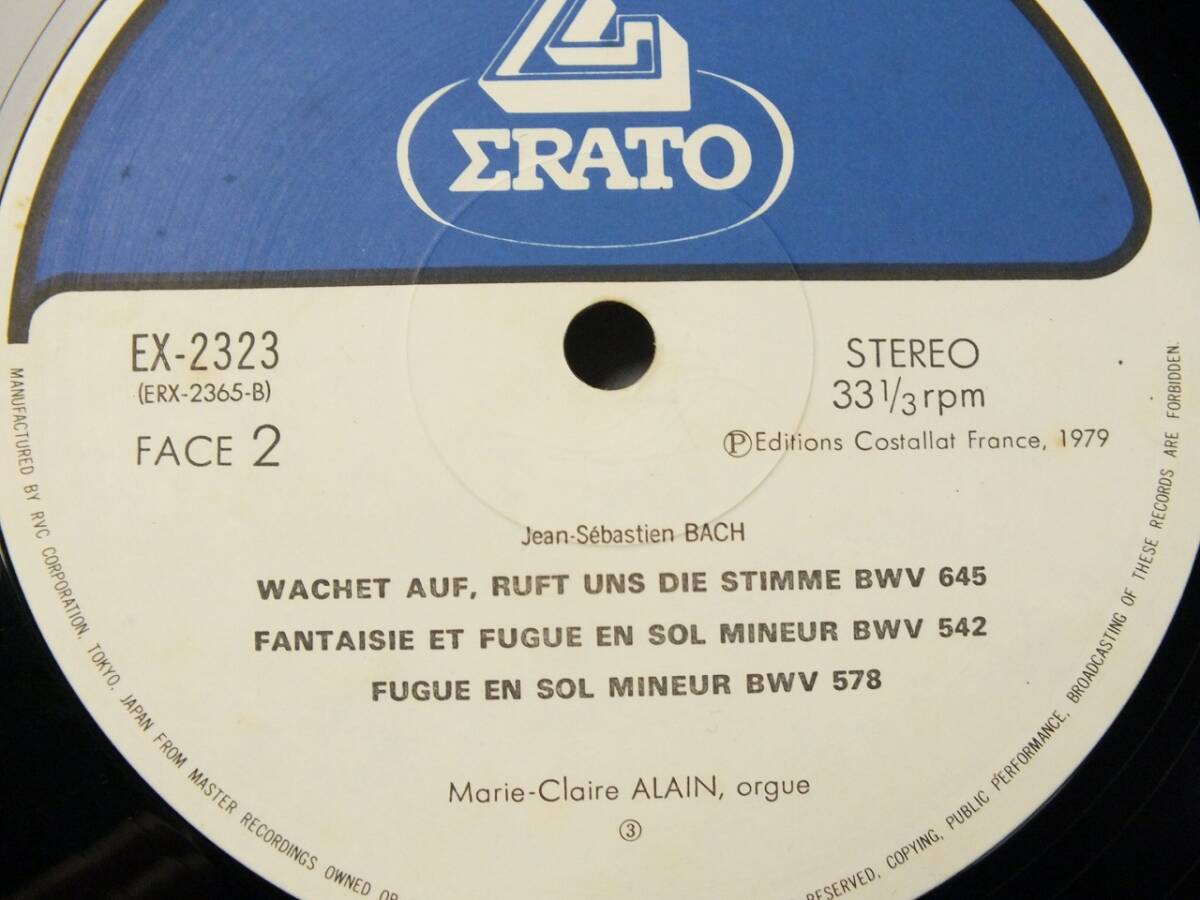 ΣRATO
EX-2323
(ERX-2365-B)
FACE 2
STEREO
33 1/3 rpm
ⓅEditions Costallat France, 1979
Jean-Sébastien BACH
WACHET AUF, RUFT UNS DIE STIMME BWV 645
FANTAISIE ET FUGUE EN SOL MINEUR BWV 542
FUGUE EN SOL MINEUR BWV 578
Marie-Claire ALAIN, orgue
③
MANUFACTURED BY RVC CORPORATION, TOKYO, JAPAN FROM MASTER RECORDINGS OWNED
RESERVED, COPYING, PUBLIC PERFORMANCE, BROADCASTING OF THESE RECORDS ARE FORBIDDEN.